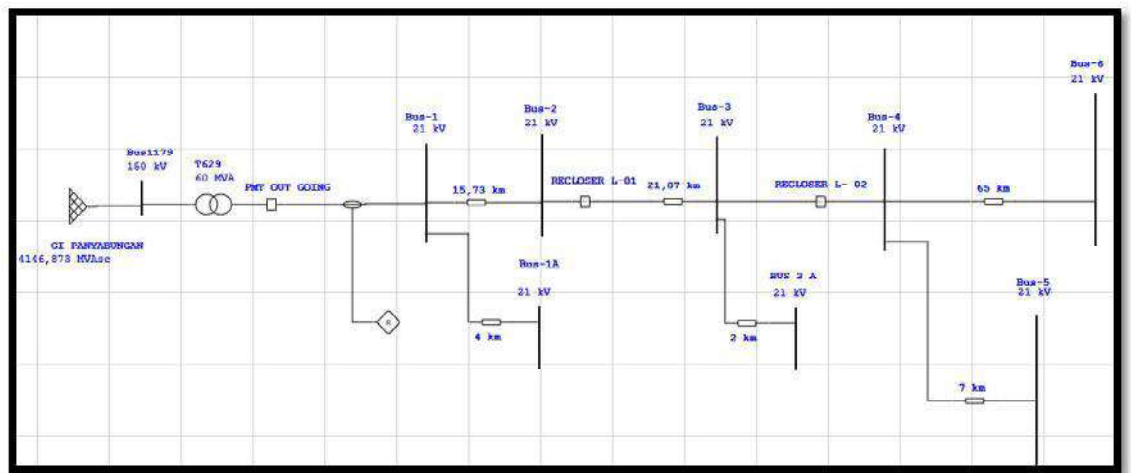 Bus-6
21 kV
Bus-3
21 kV
Bus-2
21 kV
Bus-1
21 kV
Bus-4
21 kV
Bus1179
150 kV
T629
60 MVA
PMT OUT GOING
15,73 km
RECLOSER L-01
21,07 km
RECLOSER L- 02
65 km
GI PANYABUNGAN
4146,873 MVAsc
Bus-1A
21 kV
BUS 3 A
21 kV
Bus-5
21 kV
R
4 km
2 km
7 km